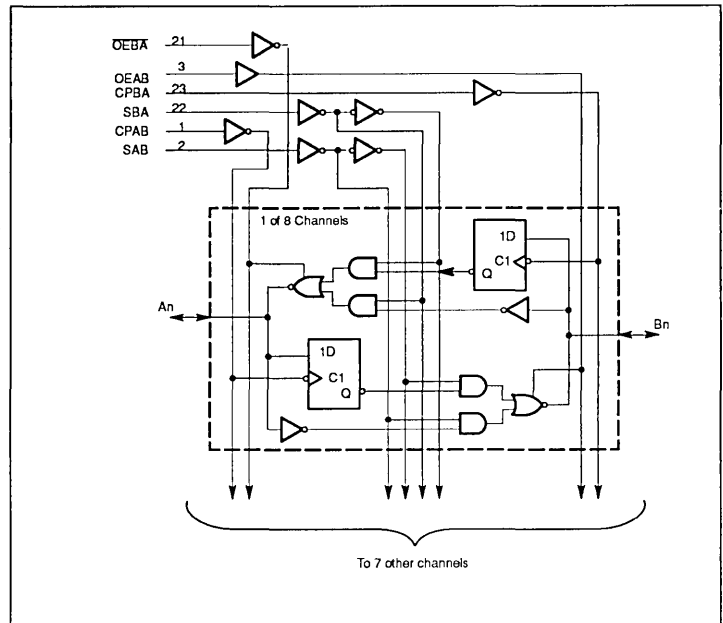 O̅E̅B̅A̅ 21
OEAB 3
CPBA 23
SBA 22
CPAB 1
SAB 2
1 of 8 Channels
1D
C1
Q
An
Bn
1D
C1
Q
To 7 other channels